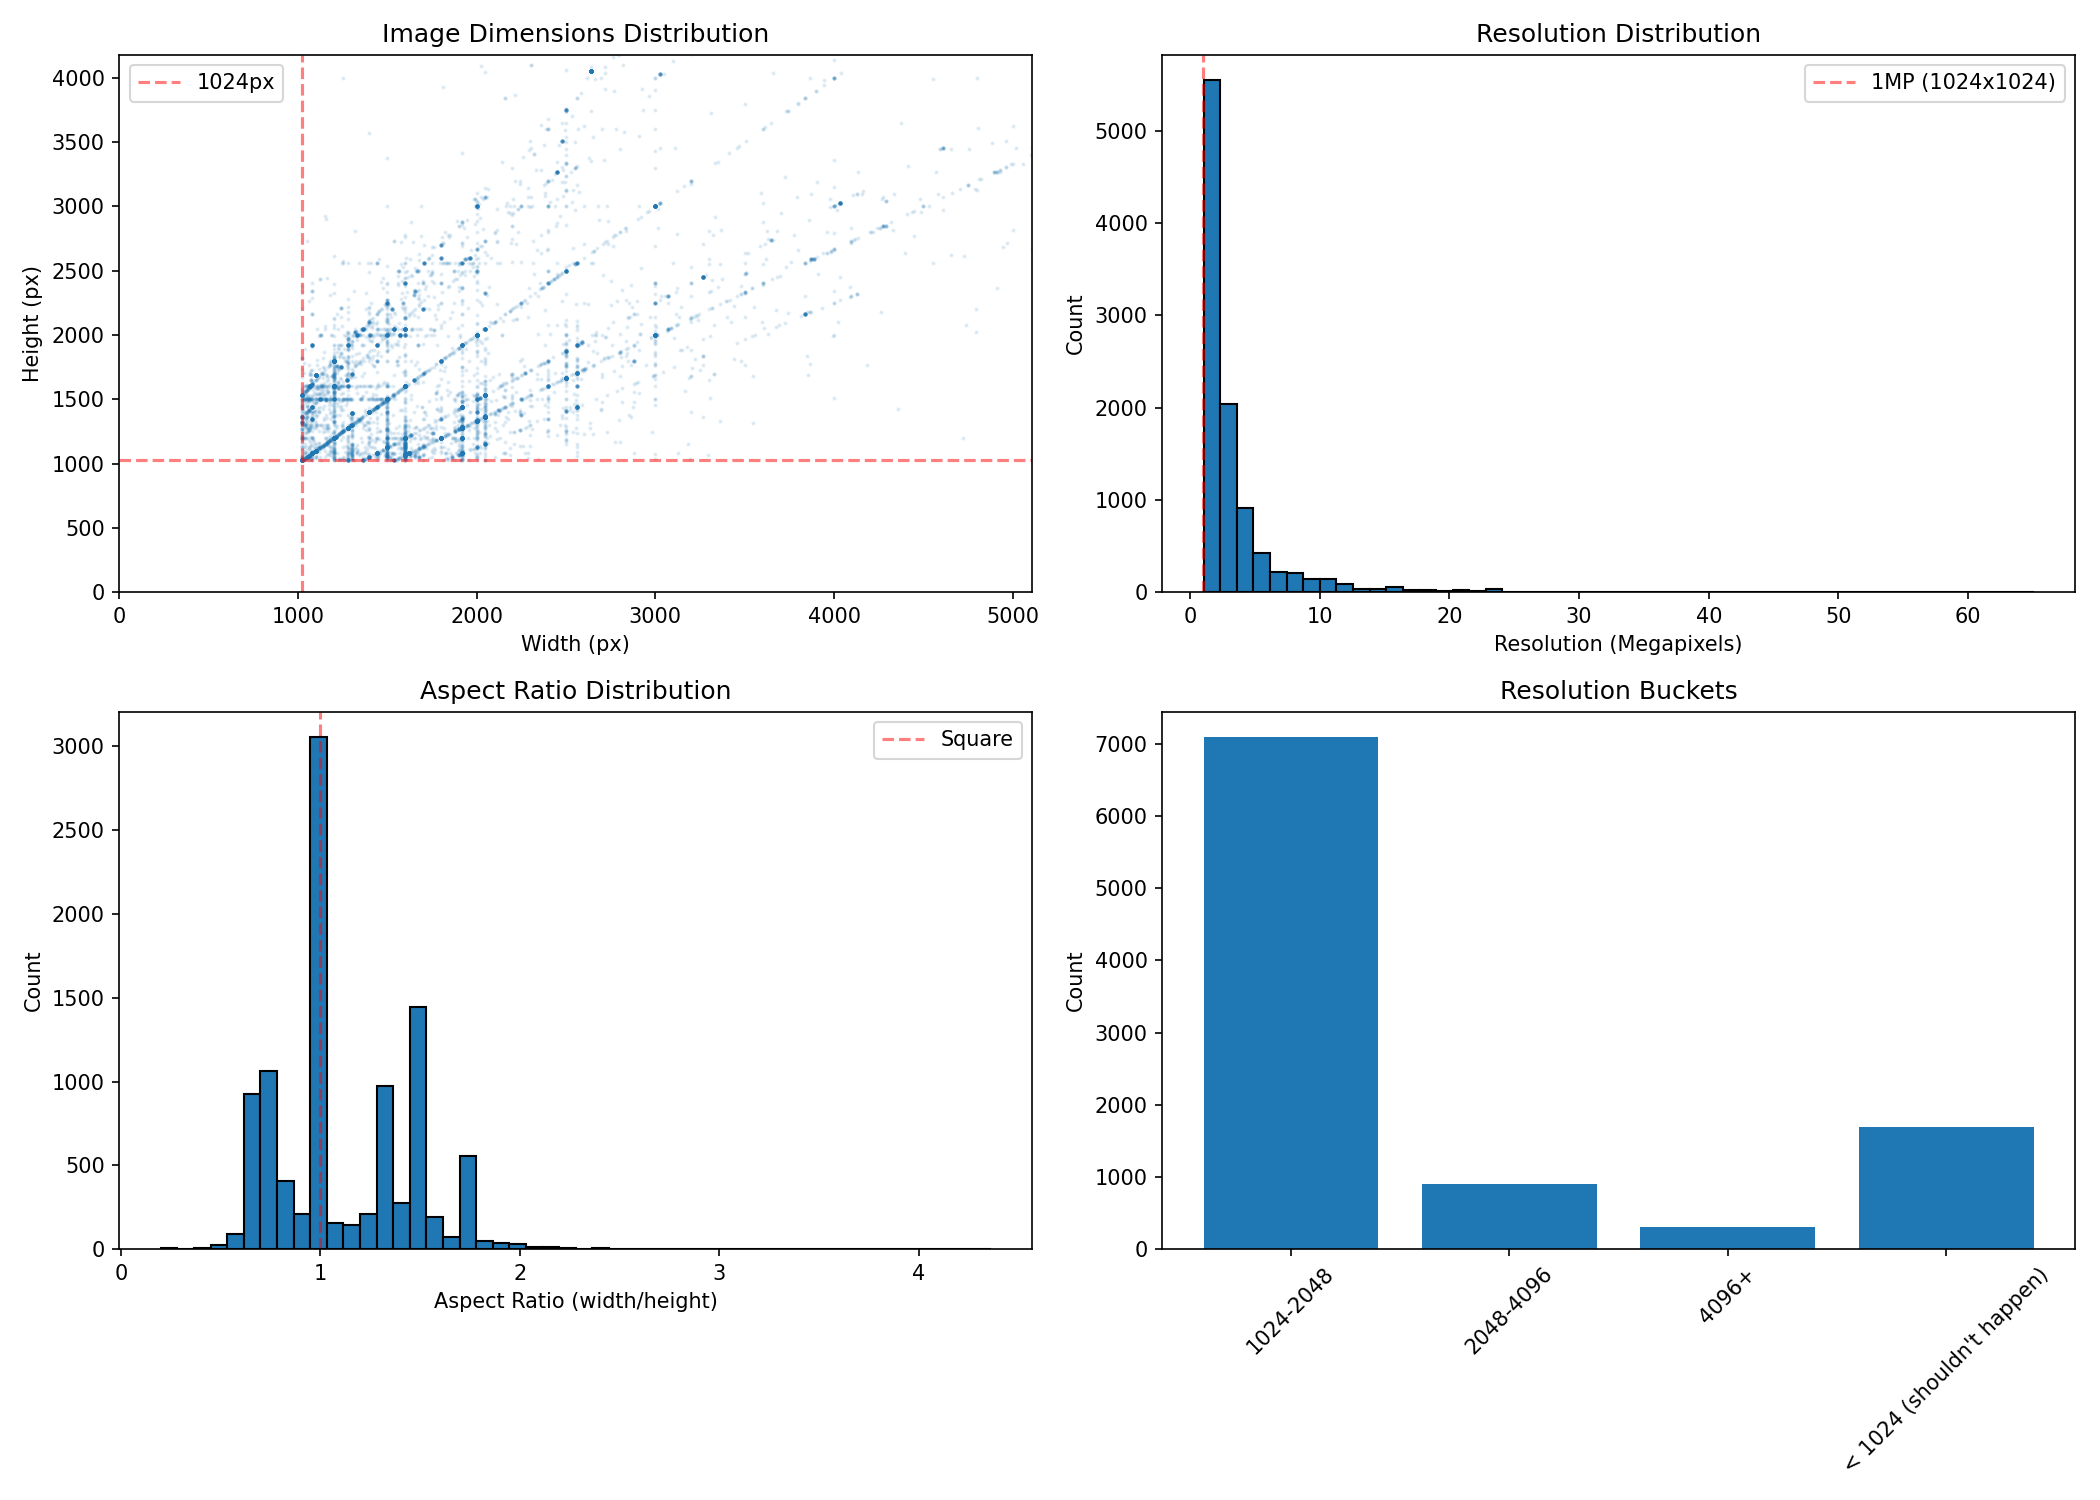 Image Dimensions Distribution
1024px
4000
3500
3000
2500
2000
1500
1000
500
0
Height (px)
0 1000 2000 3000 4000 5000
Width (px)
Resolution Distribution
1MP (1024x1024)
5000
4000
3000
2000
1000
0
Count
0 10 20 30 40 50 60
Resolution (Megapixels)
Aspect Ratio Distribution
Square
3000
2500
2000
1500
1000
500
0
Count
0 1 2 3 4
Aspect Ratio (width/height)
Resolution Buckets
7000
6000
5000
4000
3000
2000
1000
0
Count
1024-2048
2048-4096
4096+
< 1024 (shouldn't happen)